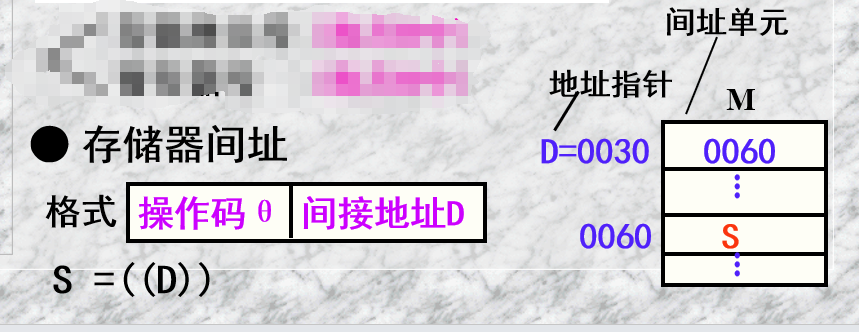 间址单元
地址指针
M
● 存储器间址
D=0030 0060
⋮
格式 操作码 θ 间接地址D
0060 S
⋮
S =((D))